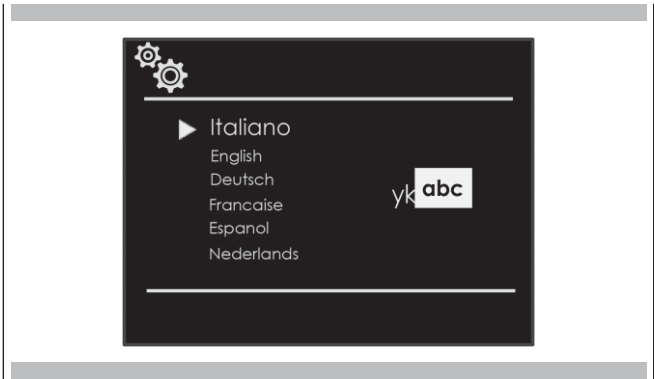 Italiano
English
Deutsch
Francaise
Espanol
Nederlands
yk abc